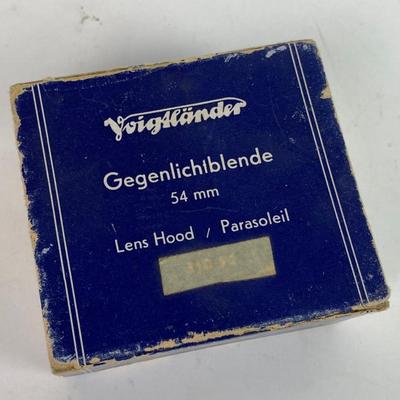 Voigtländer
Gegenlichtblende
54 mm
Lens Hood / Parasoleil